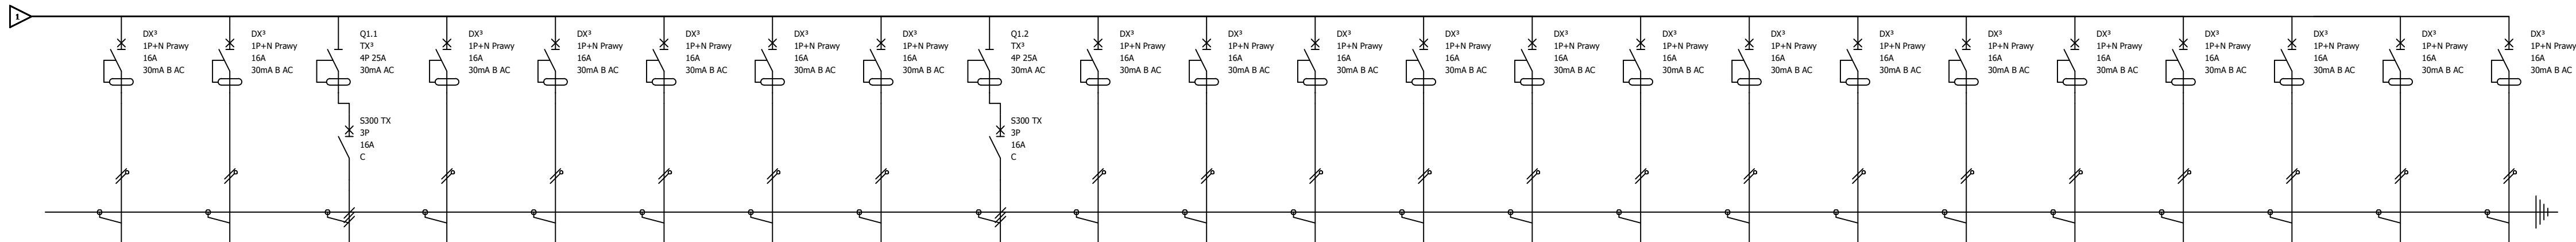 1
DX³
1P+N Prawy
16A
30mA B AC
DX³
1P+N Prawy
16A
30mA B AC
Q1.1
TX³
4P 25A
30mA AC
S300 TX
3P
16A
C
DX³
1P+N Prawy
16A
30mA B AC
DX³
1P+N Prawy
16A
30mA B AC
DX³
1P+N Prawy
16A
30mA B AC
DX³
1P+N Prawy
16A
30mA B AC
DX³
1P+N Prawy
16A
30mA B AC
Q1.2
TX³
4P 25A
30mA AC
S300 TX
3P
16A
C
DX³
1P+N Prawy
16A
30mA B AC
DX³
1P+N Prawy
16A
30mA B AC
DX³
1P+N Prawy
16A
30mA B AC
DX³
1P+N Prawy
16A
30mA B AC
DX³
1P+N Prawy
16A
30mA B AC
DX³
1P+N Prawy
16A
30mA B AC
DX³
1P+N Prawy
16A
30mA B AC
DX³
1P+N Prawy
16A
30mA B AC
DX³
1P+N Prawy
16A
30mA B AC
DX³
1P+N Prawy
16A
30mA B AC
DX³
1P+N Prawy
16A
30mA B AC
DX³
1P+N Prawy
16A
30mA B AC
DX³
1P+N Prawy
16A
30mA B AC
DX³
1P+N Prawy
16A
30mA B AC